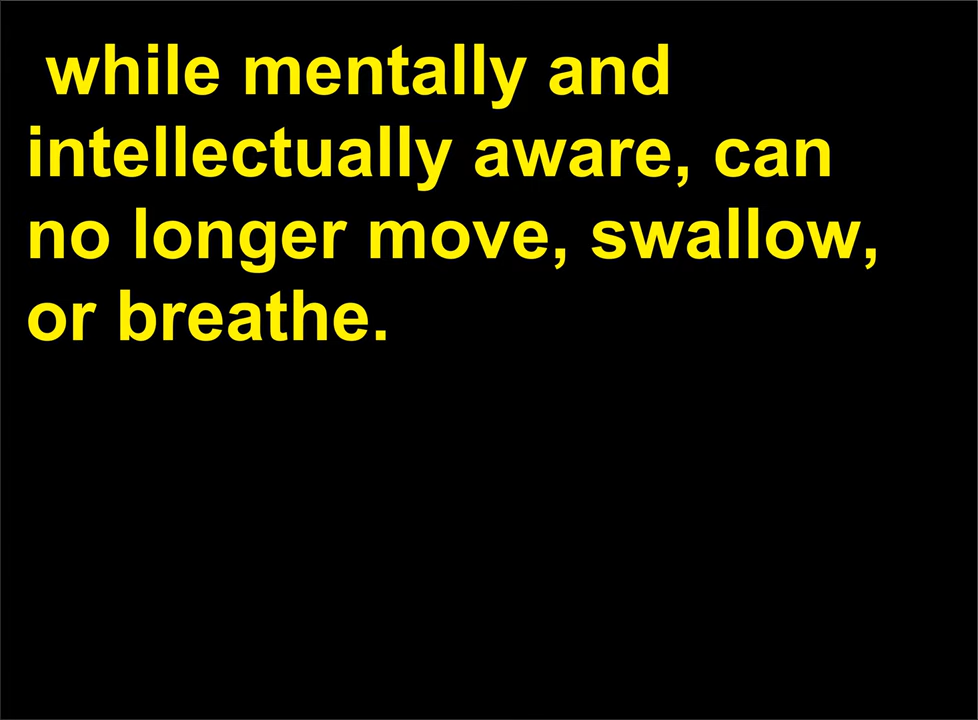 while mentally and
intellectually aware, can
no longer move, swallow,
or breathe.